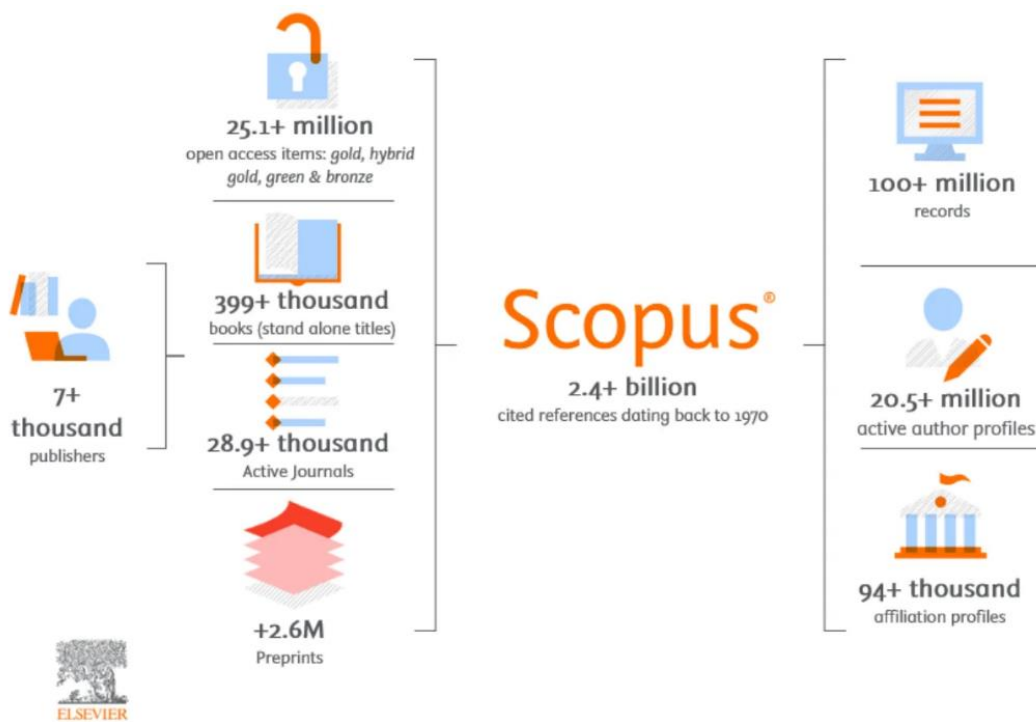 25.1+ million
open access items: gold, hybrid
gold, green & bronze
399+ thousand
books (stand alone titles)
7+
thousand
publishers
28.9+ thousand
Active Journals
+2.6M
Preprints
Scopus®
2.4+ billion
cited references dating back to 1970
100+ million
records
20.5+ million
active author profiles
94+ thousand
affiliation profiles
ELSEVIER